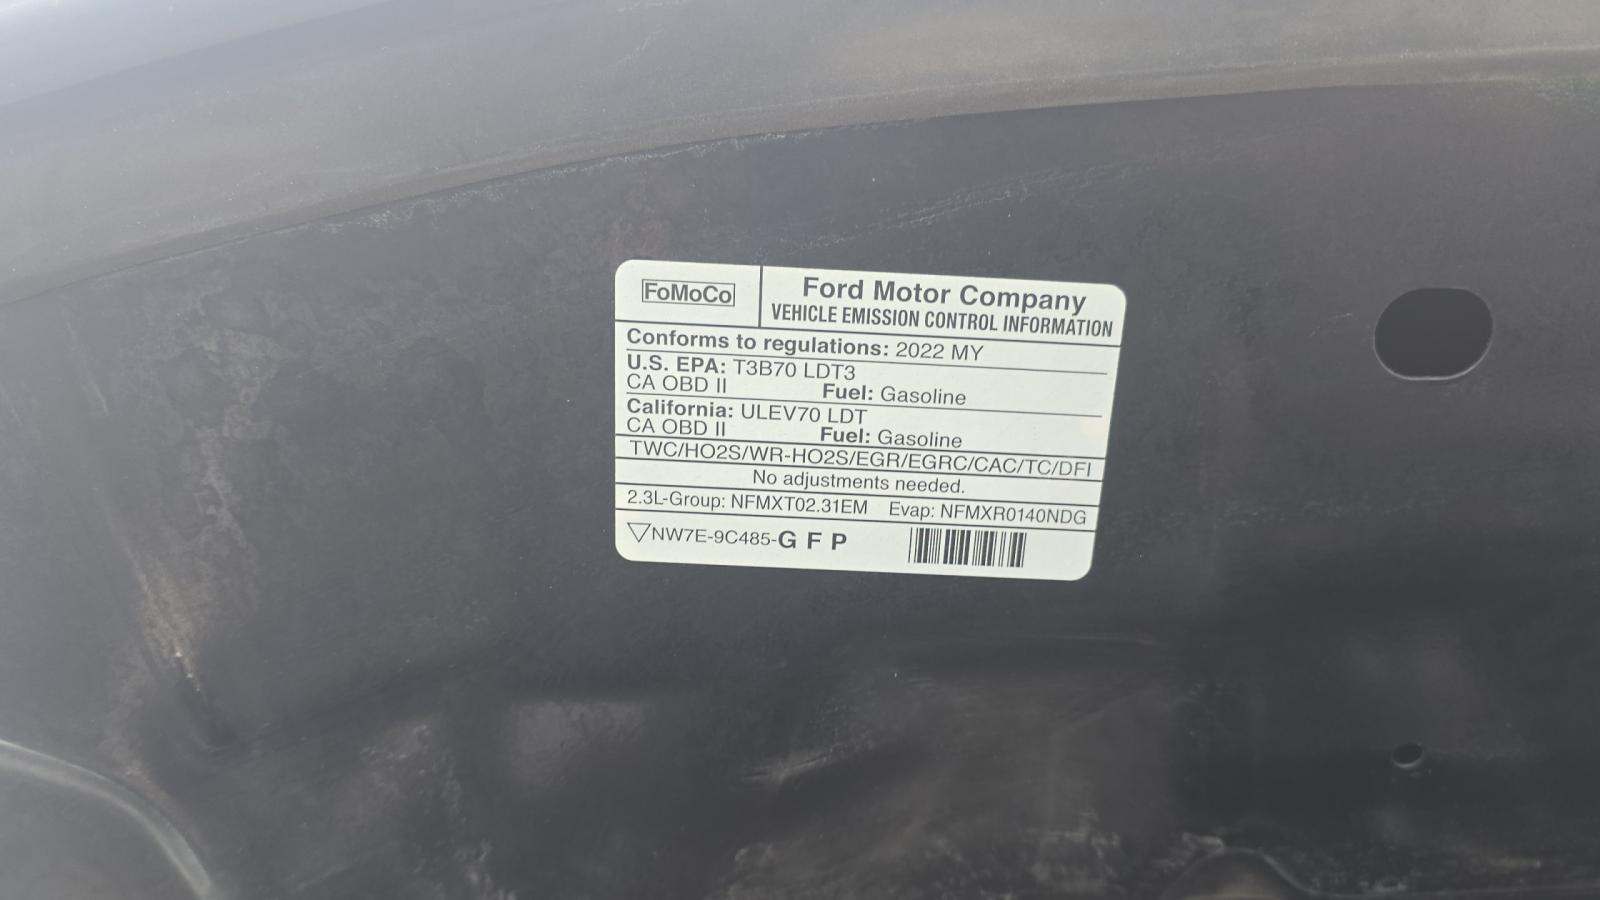 FoMoCo
Ford Motor Company
VEHICLE EMISSION CONTROL INFORMATION
Conforms to regulations: 2022 MY
U.S. EPA: T3B70 LDT3
CA OBD II Fuel: Gasoline
California: ULEV70 LDT
CA OBD II Fuel: Gasoline
TWC/HO2S/WR-HO2S/EGR/EGRC/CAC/TC/DFI
No adjustments needed.
2.3L-Group: NFMXT02.31EM Evap: NFMXR0140NDG
NW7E-9C485-G F P